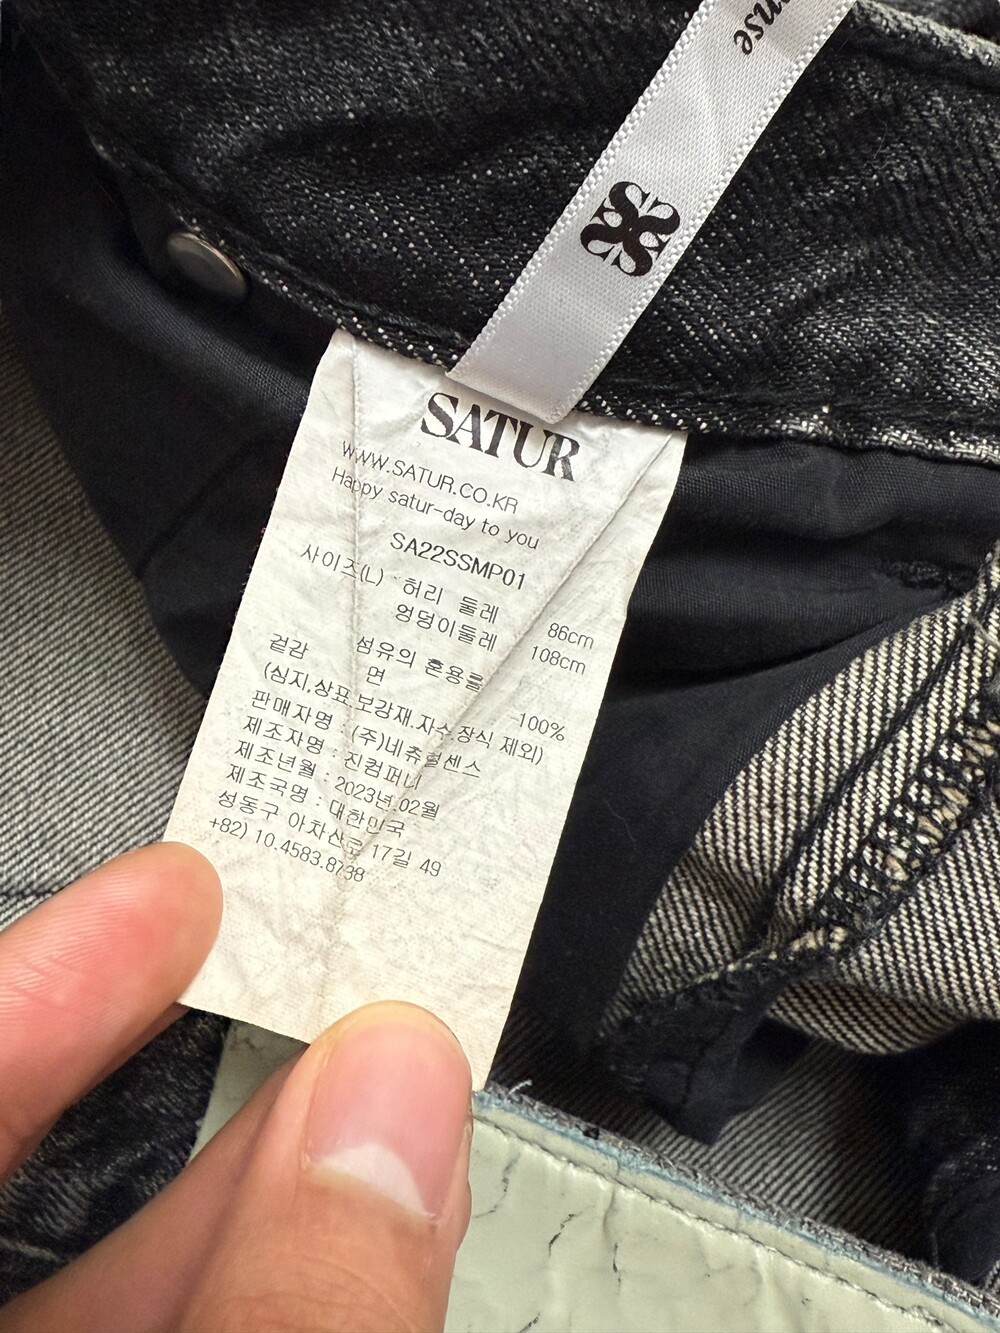 SS
SATUR
WWW.SATUR.CO.KR
Happy satur-day to you
SA22SSMP01
사이즈(L) 허리 둘레 86cm
엉덩이둘레 108cm
섬유의 혼용율
겉감 면 100%
(심지,상표,보강재,자수,장식 제외)
판매자명 : (주)네츄럴센스
제조자명 : 진컴퍼니
제조년월 : 2023년 02월
제조국명 : 대한민국
성동구 아차산로 17길 49
+82) 10.4583.8738